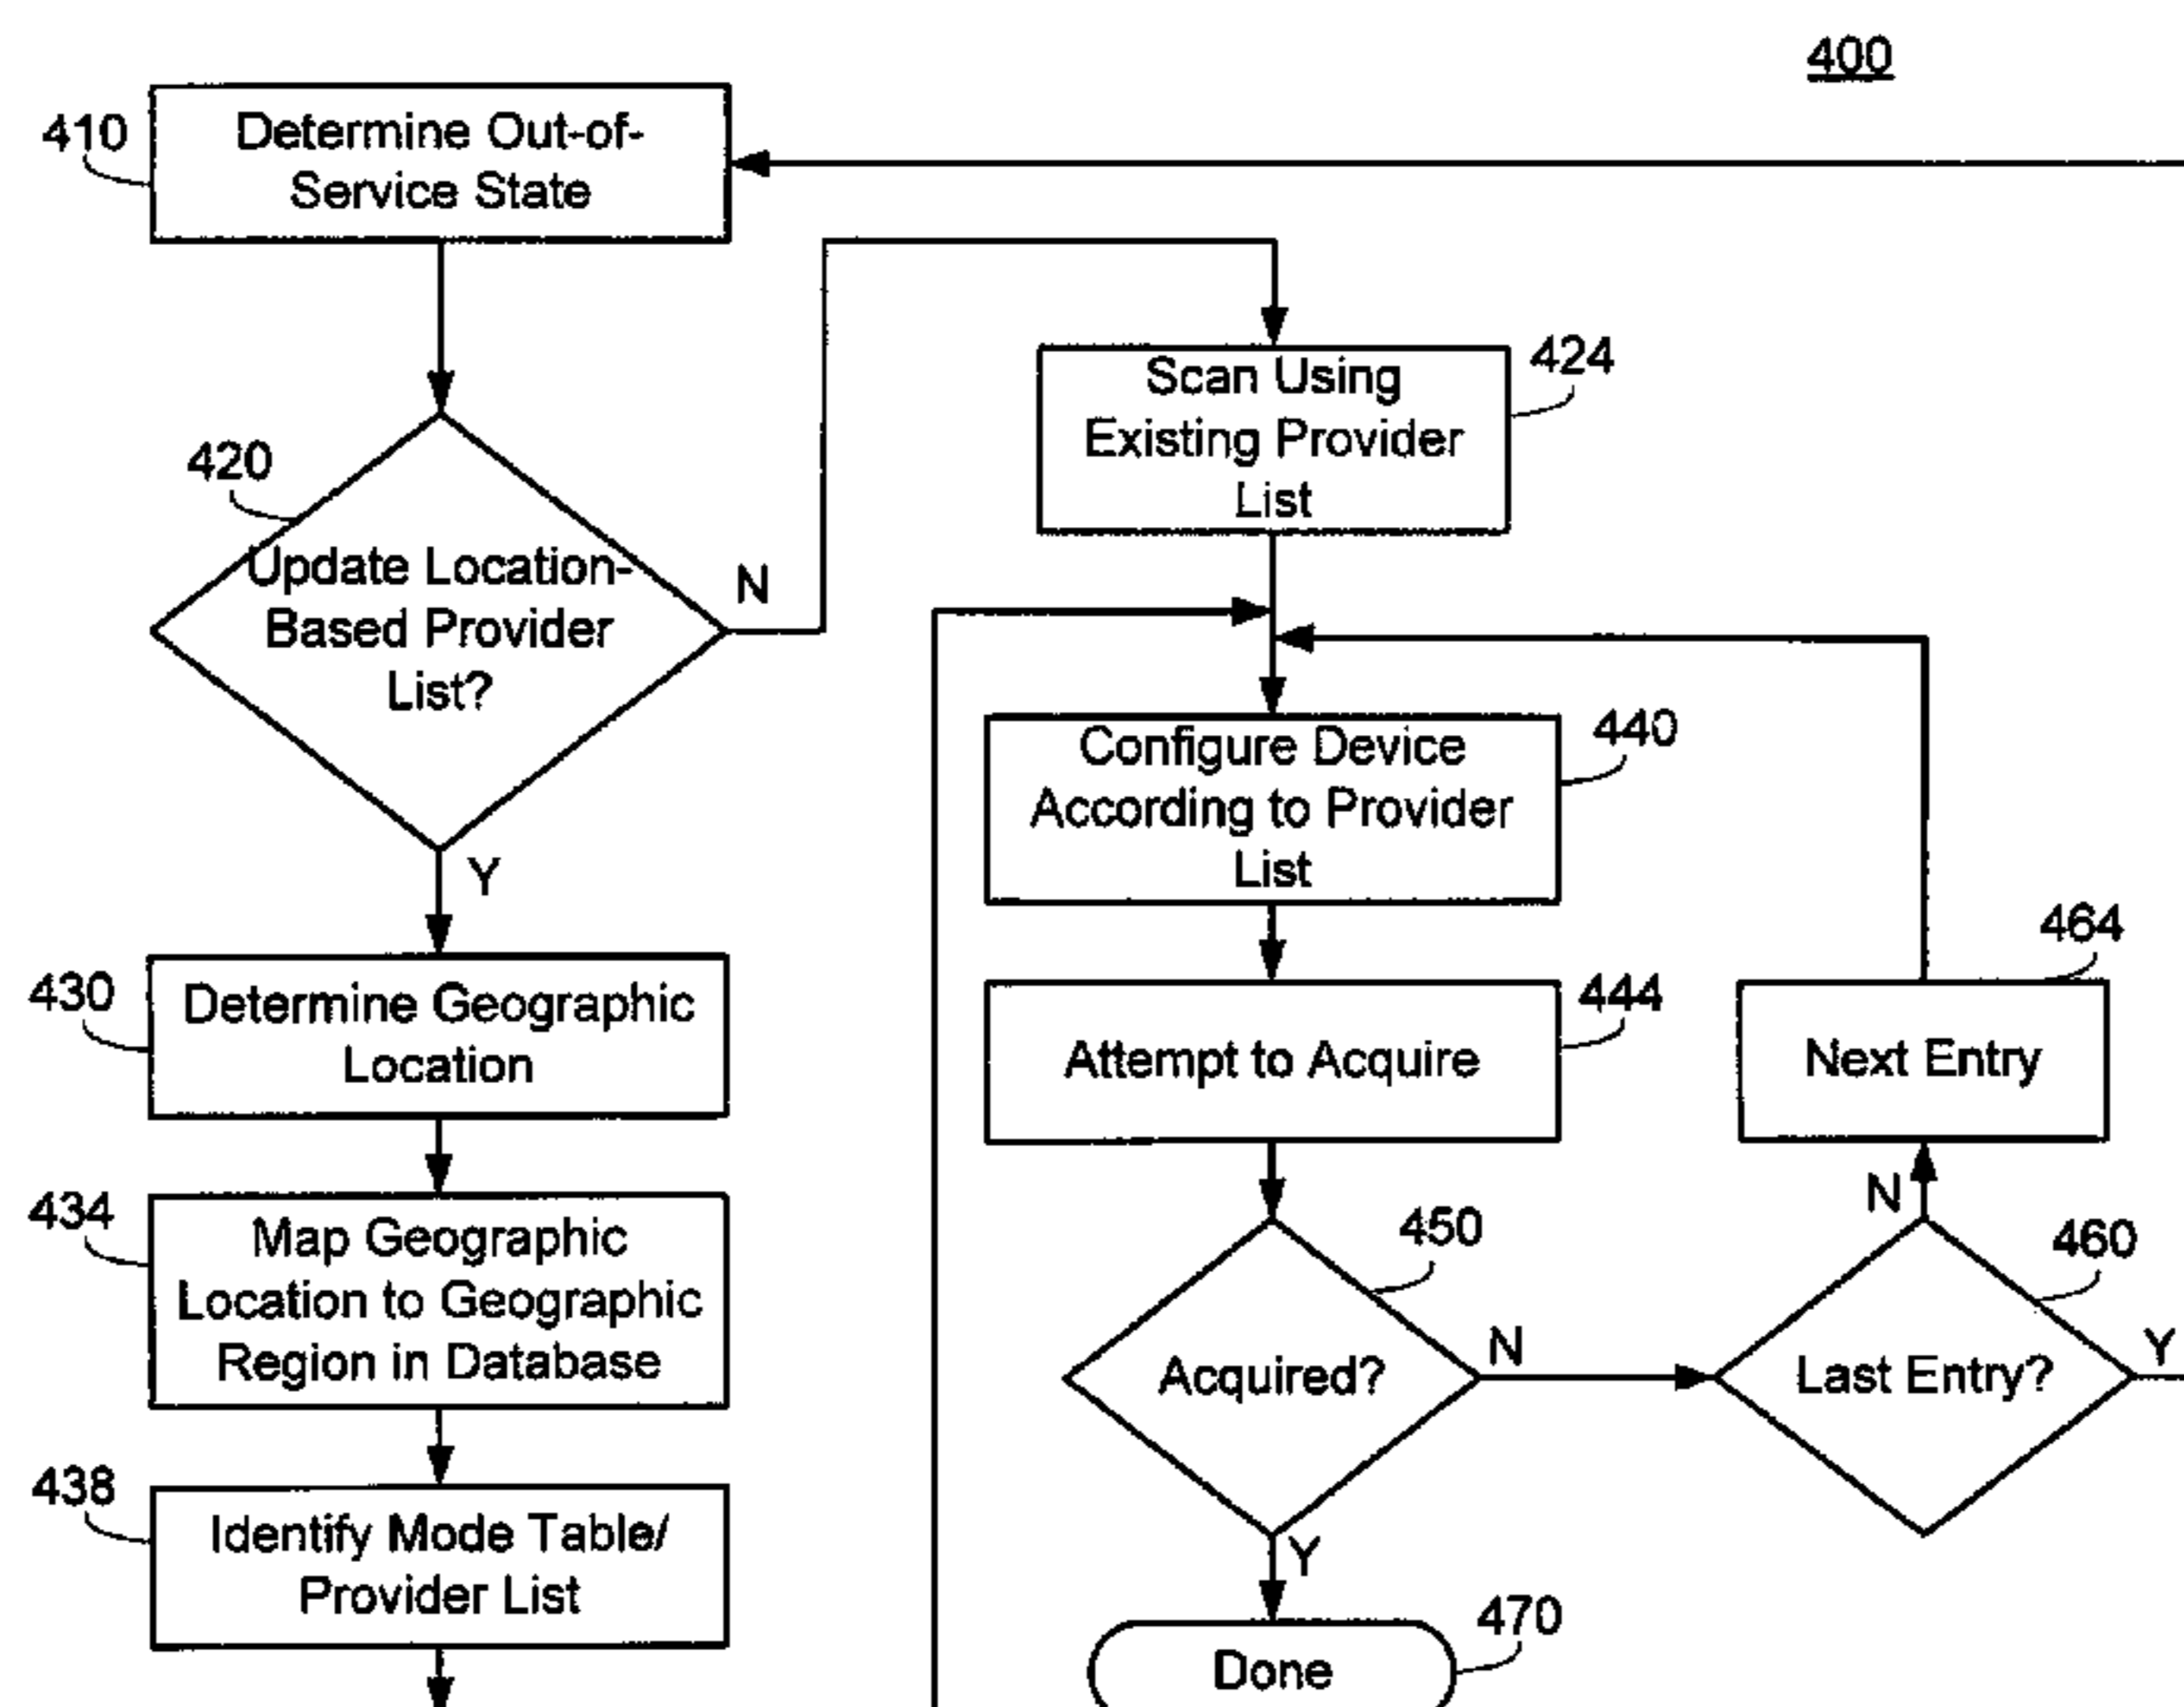 400
410
Determine Out-of-
Service State
420
Update Location-
Based Provider
List?
N
Y
424
Scan Using
Existing Provider
List
430
Determine Geographic
Location
434
Map Geographic
Location to Geographic
Region in Database
438
Identify Mode Table/
Provider List
440
Configure Device
According to Provider
List
444
Attempt to Acquire
450
Acquired?
N
Y
460
Last Entry?
N
Y
464
Next Entry
470
Done